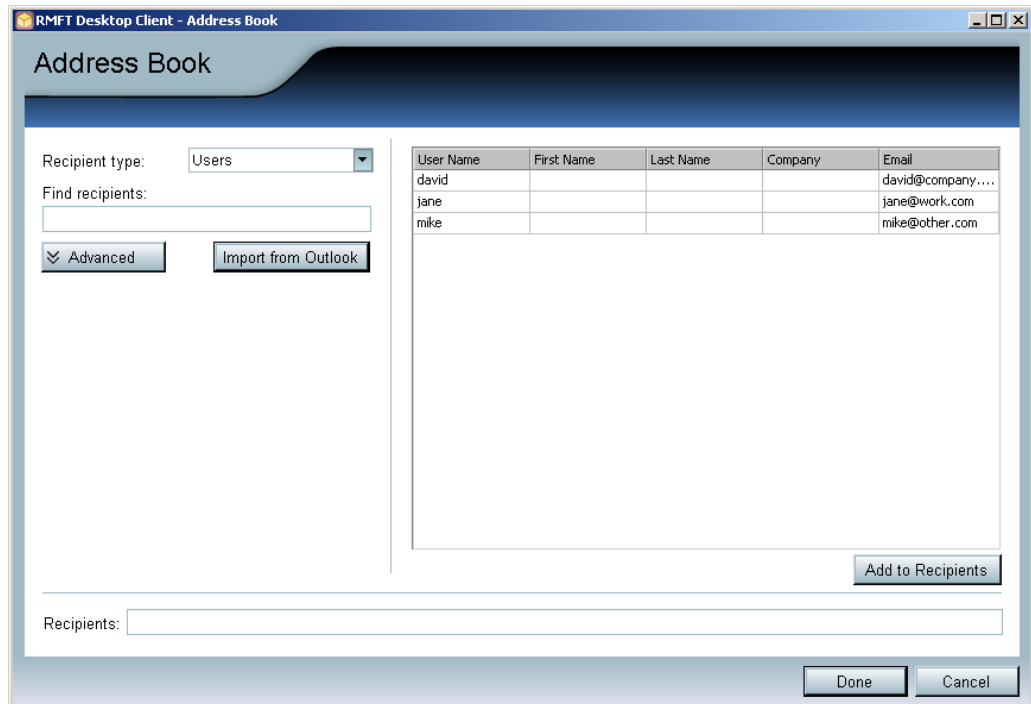 RMFT Desktop Client - Address Book
Address Book
Recipient type: Users
Find recipients:
Advanced Import from Outlook
User Name First Name Last Name Company Email
david david@company....
jane jane@work.com
mike mike@other.com
Add to Recipients
Recipients:
Done Cancel